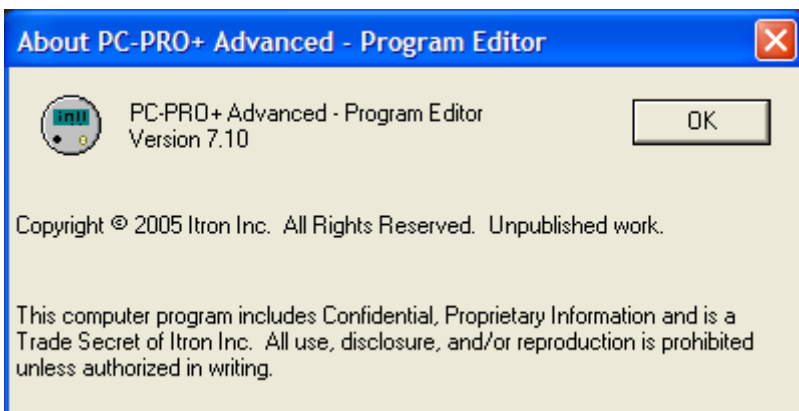 About PC-PRO+ Advanced - Program Editor
PC-PRO+ Advanced - Program Editor
Version 7.10
OK
Copyright © 2005 Itron Inc.  All Rights Reserved.  Unpublished work.
This computer program includes Confidential, Proprietary Information and is a
Trade Secret of Itron Inc.  All use, disclosure, and/or reproduction is prohibited
unless authorized in writing.